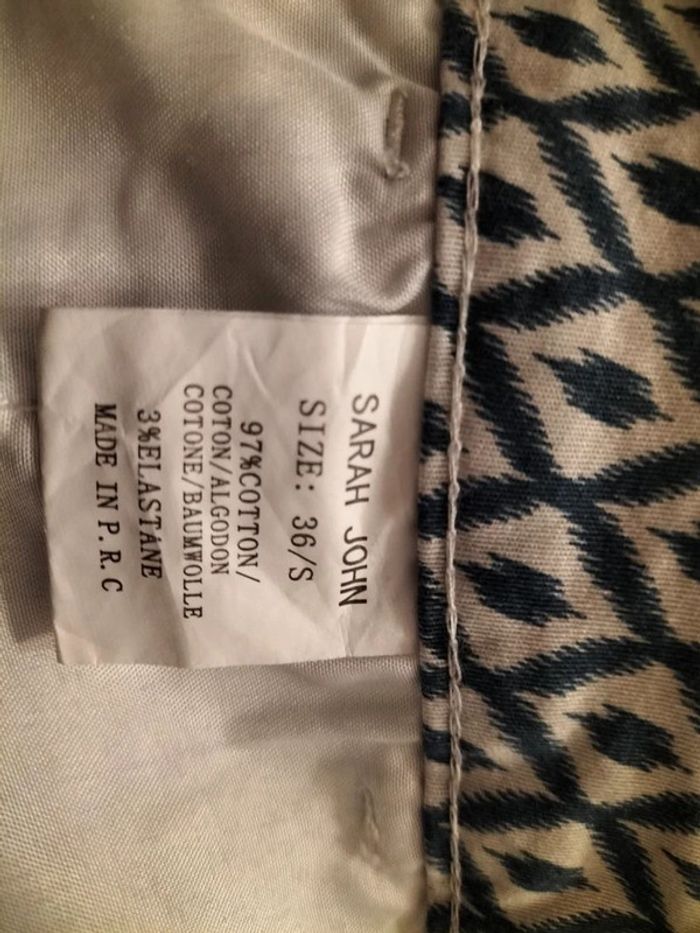 SARAH JOHN
SIZE: 36/S
97%COTTON/
COTON/ALGODON
COTONE/BAUMWOLLE
3%ELASTANE
MADE IN P.R.C